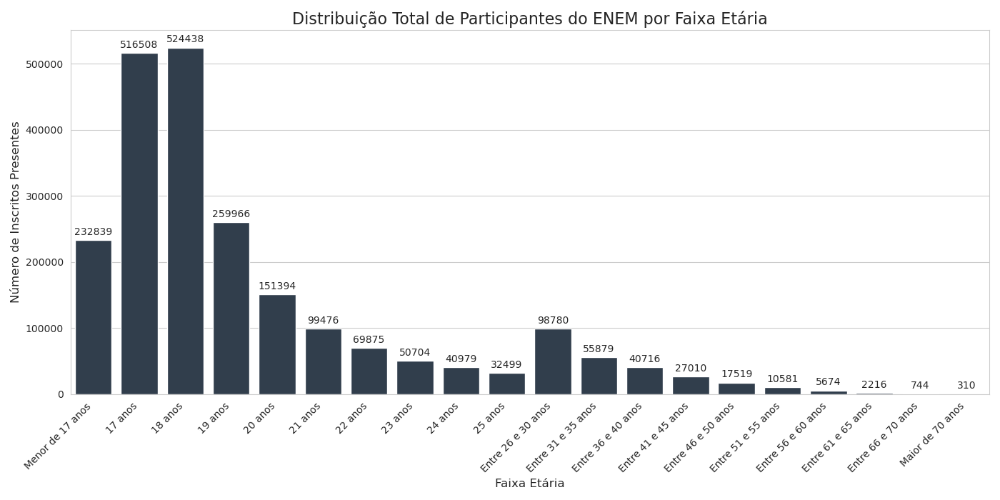 Distribuição Total de Participantes do ENEM por Faixa Etária
Número de Inscritos Presentes
500000
400000
300000
200000
100000
0
232839
516508
524438
259966
151394
99476
69875
50704
40979
32499
98780
55879
40716
27010
17519
10581
5674
2216
744
310
Menor de 17 anos
17 anos
18 anos
19 anos
20 anos
21 anos
22 anos
23 anos
24 anos
25 anos
Entre 26 e 30 anos
Entre 31 e 35 anos
Entre 36 e 40 anos
Entre 41 e 45 anos
Entre 46 e 50 anos
Entre 51 e 55 anos
Entre 56 e 60 anos
Entre 61 e 65 anos
Entre 66 e 70 anos
Maior de 70 anos
Faixa Etária